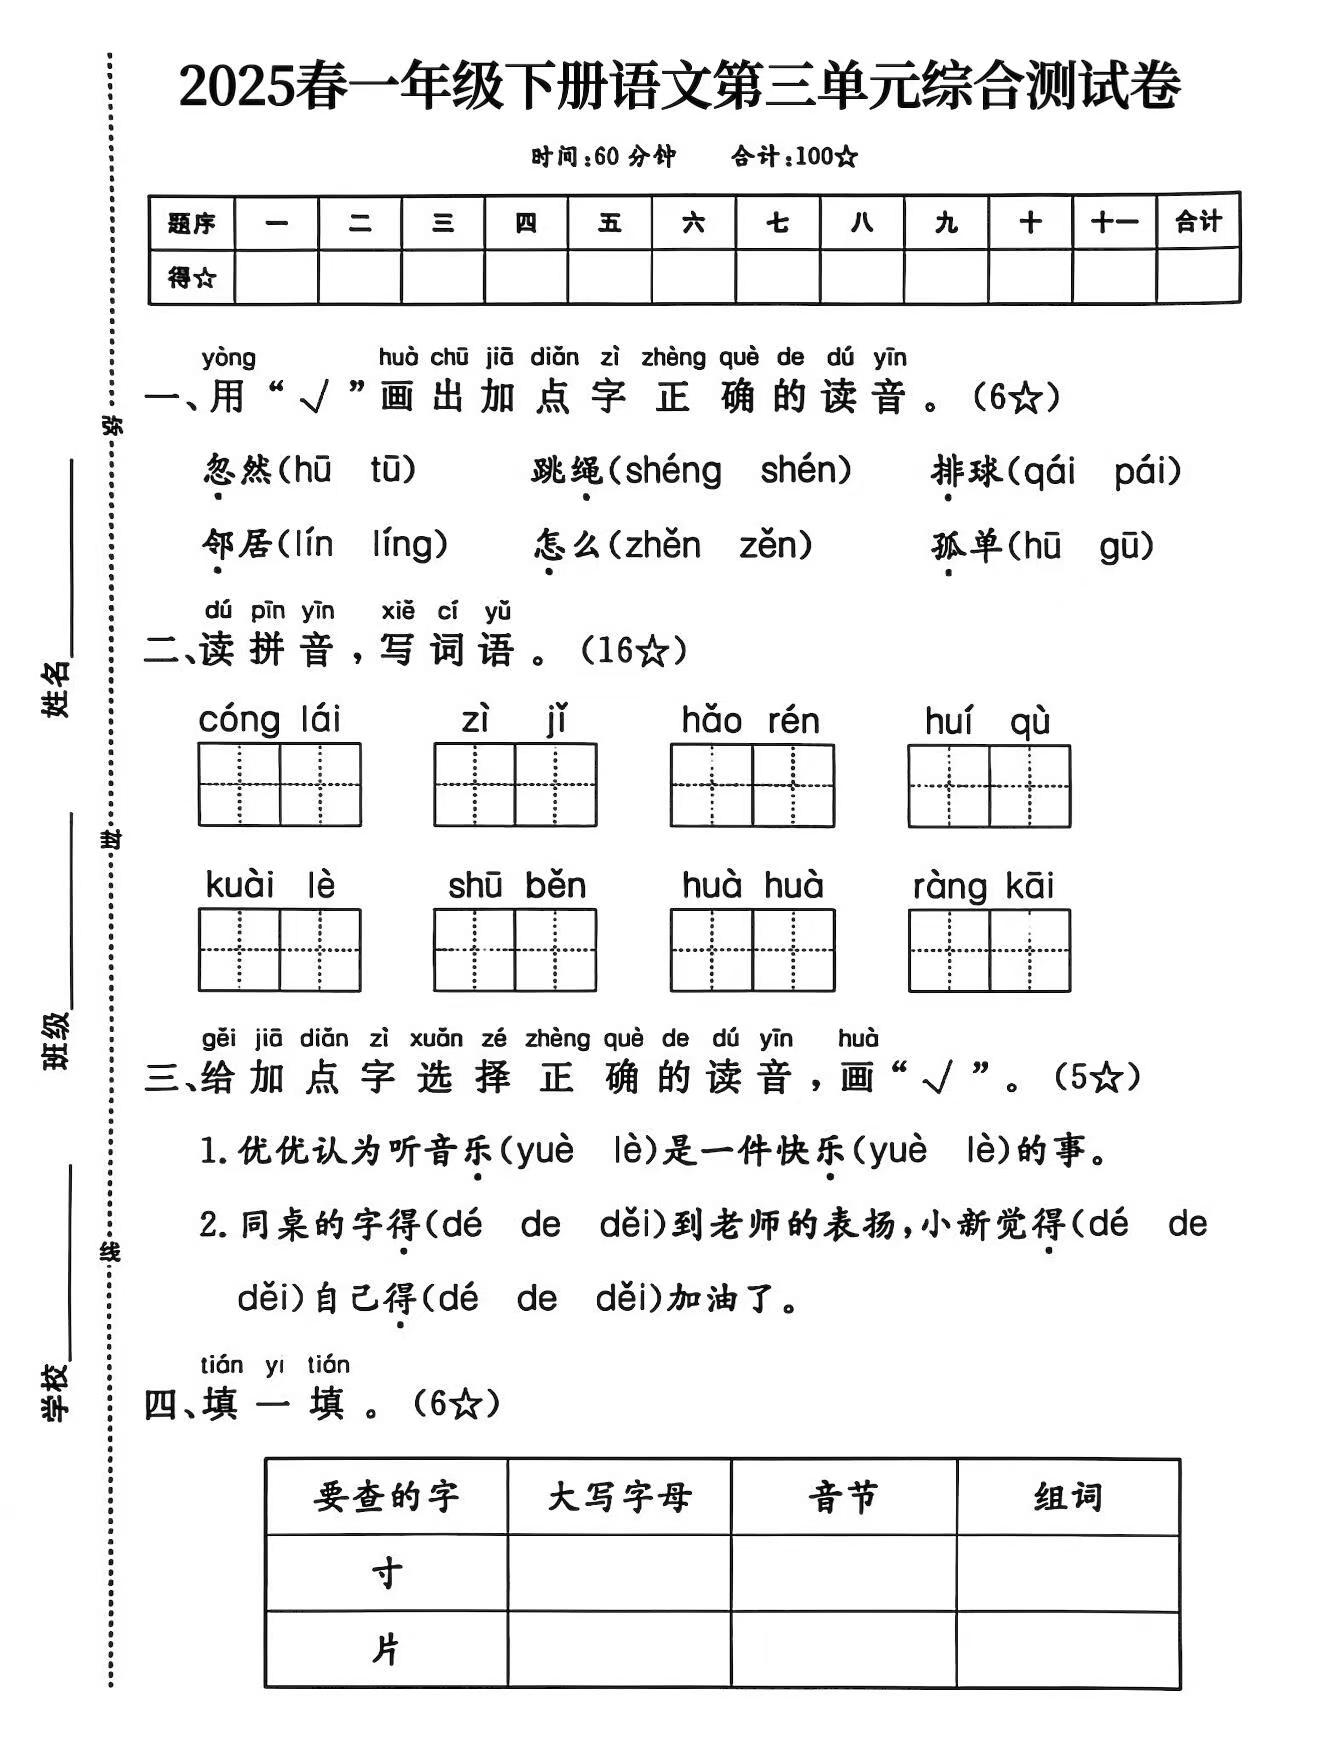 2025春一年级下册语文第三单元综合测试卷
时间:60 分钟 合计:100☆
题序 一 二 三 四 五 六 七 八 九 十 十一 合计
得☆
yòng huà chū jiā diǎn zì zhèng què de dú yīn
一、用“√”画出加点字正确的读音。(6☆)
忽然(hū tū) 跳绳(shéng shén) 排球(qái pái)
邻居(lín líng) 怎么(zhěn zěn) 孤单(hū gū)
dú pīn yīn xiě cí yǔ
二、读拼音,写词语。(16☆)
cóng lái zì jǐ hǎo rén huí qù
kuài lè shū běn huà huà ràng kāi
gěi jiā diǎn zì xuǎn zé zhèng què de dú yīn huà
三、给加点字选择正确的读音,画“√”。(5☆)
1. 优优认为听音乐(yuè lè)是一件快乐(yuè lè)的事。
2. 同桌的字得(dé de děi)到老师的表扬,小新觉得(dé de
děi)自己得(dé de děi)加油了。
tián yi tián
四、填一填。(6☆)
要查的字 大写字母 音节 组词
寸
片
姓名
班级
学校
弥
封
线